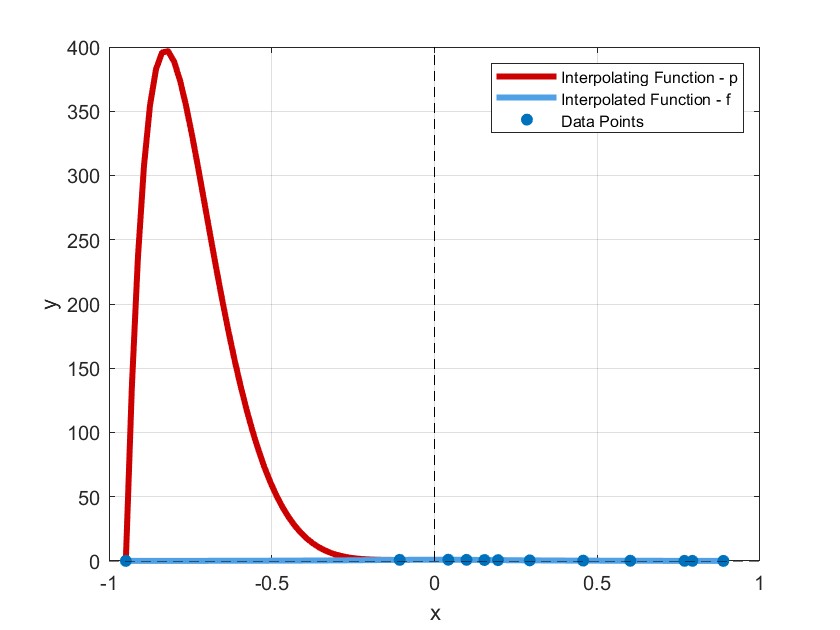 400
350
300
250
200
150
100
50
0
-1
-0.5
0
0.5
1
x
y
Interpolating Function - p
Interpolated Function - f
Data Points